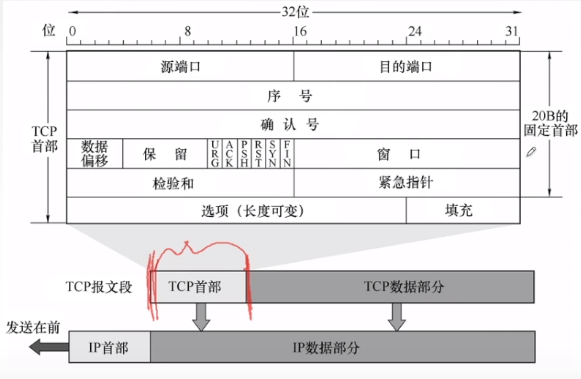 32位
位 0 8 16 24 31
源端口 目的端口
序 号
确认号
TCP首部
20B的固定首部
数据偏移 保 留 URG ACK PSH RST SYN FIN 窗 口
检验和 紧急指针
选项（长度可变） 填充
TCP报文段 TCP首部 TCP数据部分
发送在前
IP首部 IP数据部分